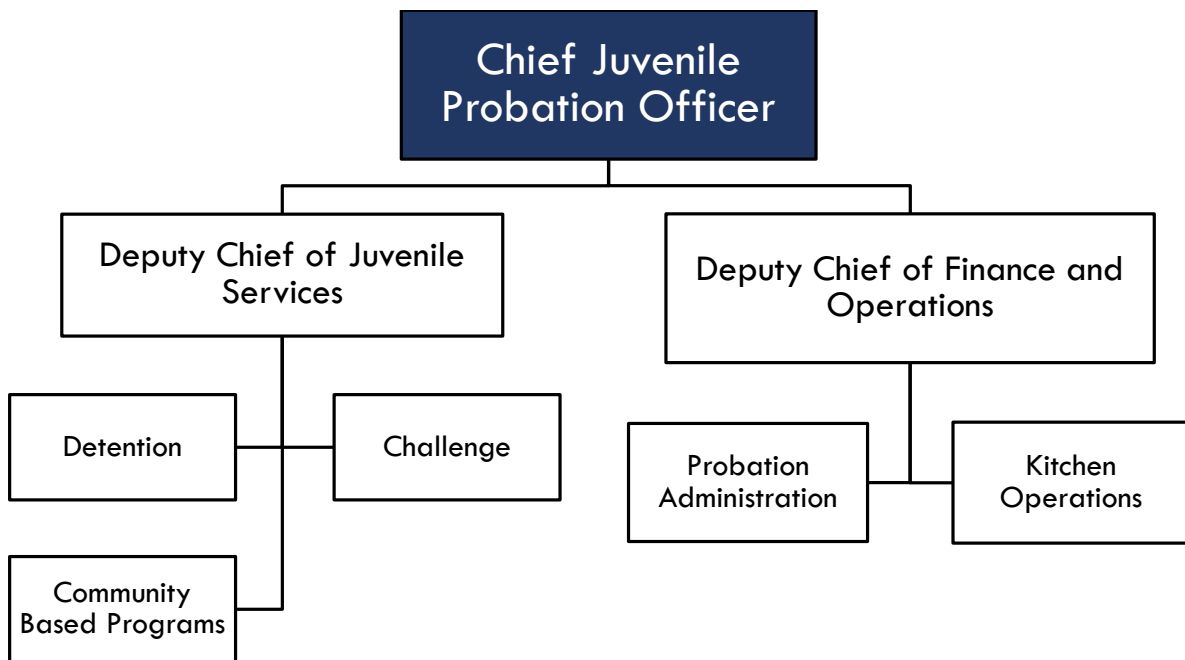 Chief Juvenile
Probation Officer
Deputy Chief of Juvenile
Services
Deputy Chief of Finance and
Operations
Detention
Challenge
Probation
Administration
Kitchen
Operations
Community
Based Programs